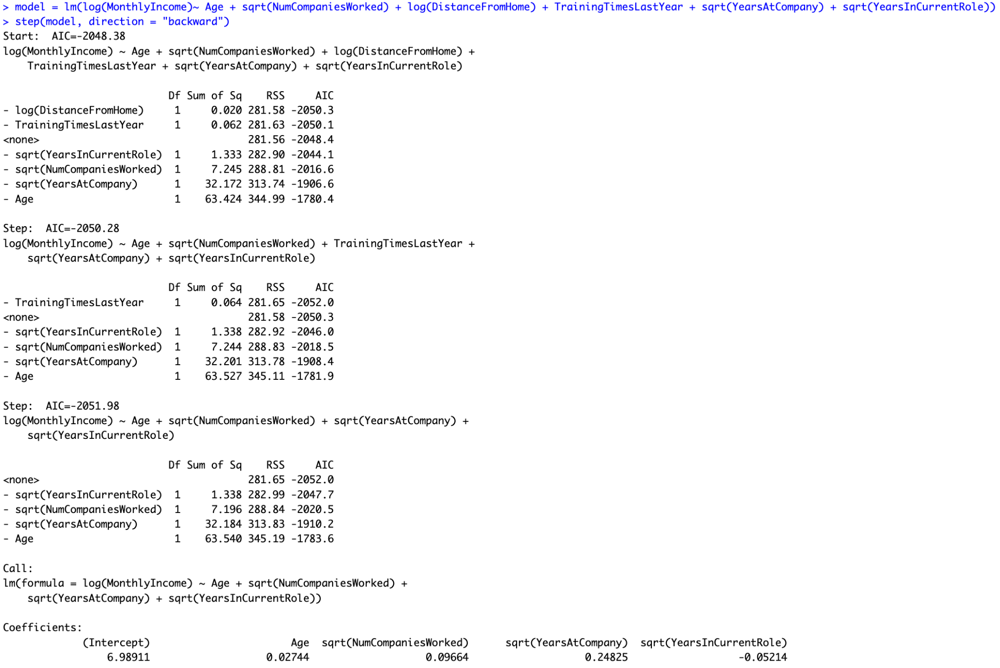 > model = lm(log(MonthlyIncome)~ Age + sqrt(NumCompaniesWorked) + log(DistanceFromHome) + TrainingTimesLastYear + sqrt(YearsAtCompany) + sqrt(YearsInCurrentRole))
> step(model, direction = "backward")
Start:  AIC=-2048.38
log(MonthlyIncome) ~ Age + sqrt(NumCompaniesWorked) + log(DistanceFromHome) +
    TrainingTimesLastYear + sqrt(YearsAtCompany) + sqrt(YearsInCurrentRole)

                           Df Sum of Sq    RSS     AIC
- log(DistanceFromHome)     1     0.020 281.58 -2050.3
- TrainingTimesLastYear     1     0.062 281.63 -2050.1
<none>                                  281.56 -2048.4
- sqrt(YearsInCurrentRole)  1     1.333 282.90 -2044.1
- sqrt(NumCompaniesWorked)  1     7.245 288.81 -2016.6
- sqrt(YearsAtCompany)      1    32.172 313.74 -1906.6
- Age                       1    63.424 344.99 -1780.4

Step:  AIC=-2050.28
log(MonthlyIncome) ~ Age + sqrt(NumCompaniesWorked) + TrainingTimesLastYear +
    sqrt(YearsAtCompany) + sqrt(YearsInCurrentRole)

                           Df Sum of Sq    RSS     AIC
- TrainingTimesLastYear     1     0.064 281.65 -2052.0
<none>                                  281.58 -2050.3
- sqrt(YearsInCurrentRole)  1     1.338 282.92 -2046.0
- sqrt(NumCompaniesWorked)  1     7.244 288.83 -2018.5
- sqrt(YearsAtCompany)      1    32.201 313.78 -1908.4
- Age                       1    63.527 345.11 -1781.9

Step:  AIC=-2051.98
log(MonthlyIncome) ~ Age + sqrt(NumCompaniesWorked) + sqrt(YearsAtCompany) +
    sqrt(YearsInCurrentRole)

                           Df Sum of Sq    RSS     AIC
<none>                                  281.65 -2052.0
- sqrt(YearsInCurrentRole)  1     1.338 282.99 -2047.7
- sqrt(NumCompaniesWorked)  1     7.196 288.84 -2020.5
- sqrt(YearsAtCompany)      1    32.184 313.83 -1910.2
- Age                       1    63.540 345.19 -1783.6

Call:
lm(formula = log(MonthlyIncome) ~ Age + sqrt(NumCompaniesWorked) +
    sqrt(YearsAtCompany) + sqrt(YearsInCurrentRole))

Coefficients:
             (Intercept)                       Age  sqrt(NumCompaniesWorked)      sqrt(YearsAtCompany)  sqrt(YearsInCurrentRole)
                 6.98911                   0.02744                   0.09664                   0.24825                  -0.05214